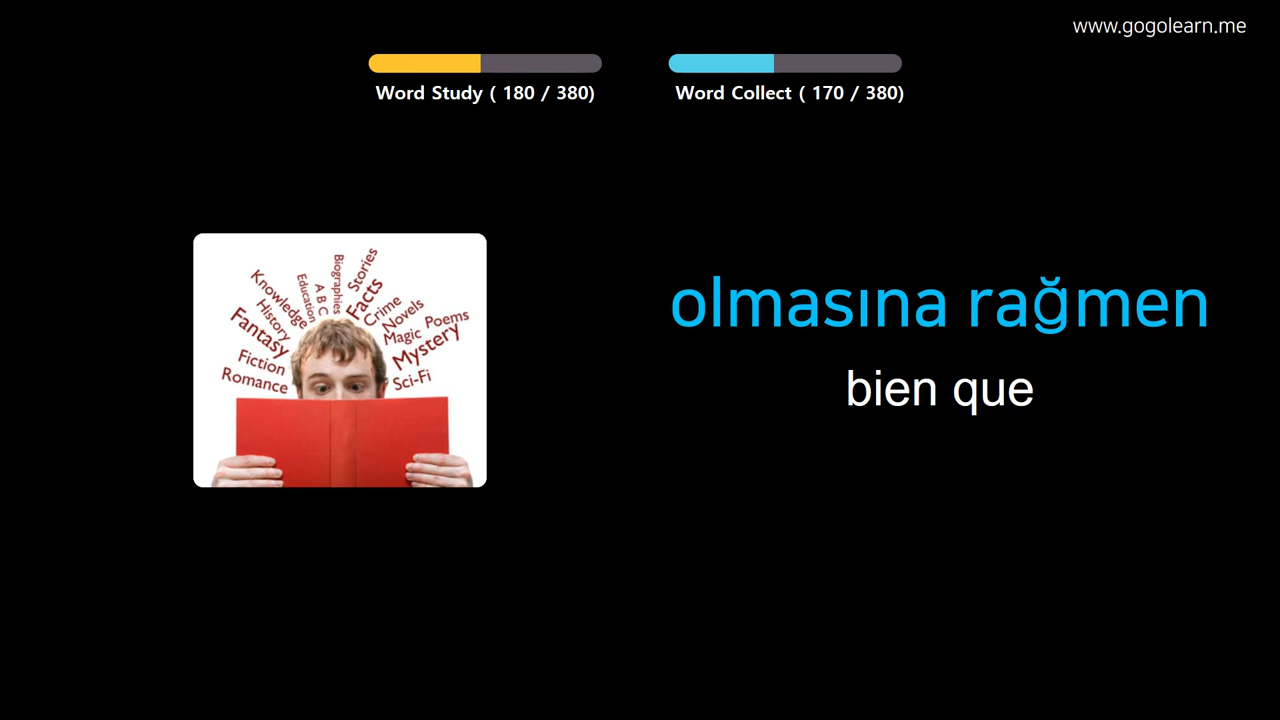 www.gogolearn.me
Word Study ( 180 / 380)
Word Collect ( 170 / 380)
Stories
Biographies
Facts
A B C
Education
Crime
Knowledge
Novels
History
Magic
Poems
Fantasy
Mystery
Fiction
Romance
Sci-Fi
olmasına rağmen
bien que